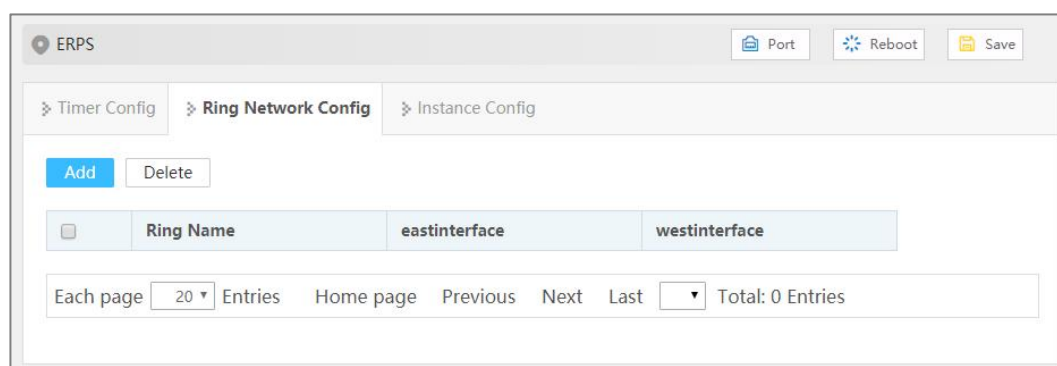 ERPS Port Reboot Save
Timer Config Ring Network Config Instance Config
Add Delete
Ring Name eastinterface westinterface
Each page 20 Entries Home page Previous Next Last Total: 0 Entries